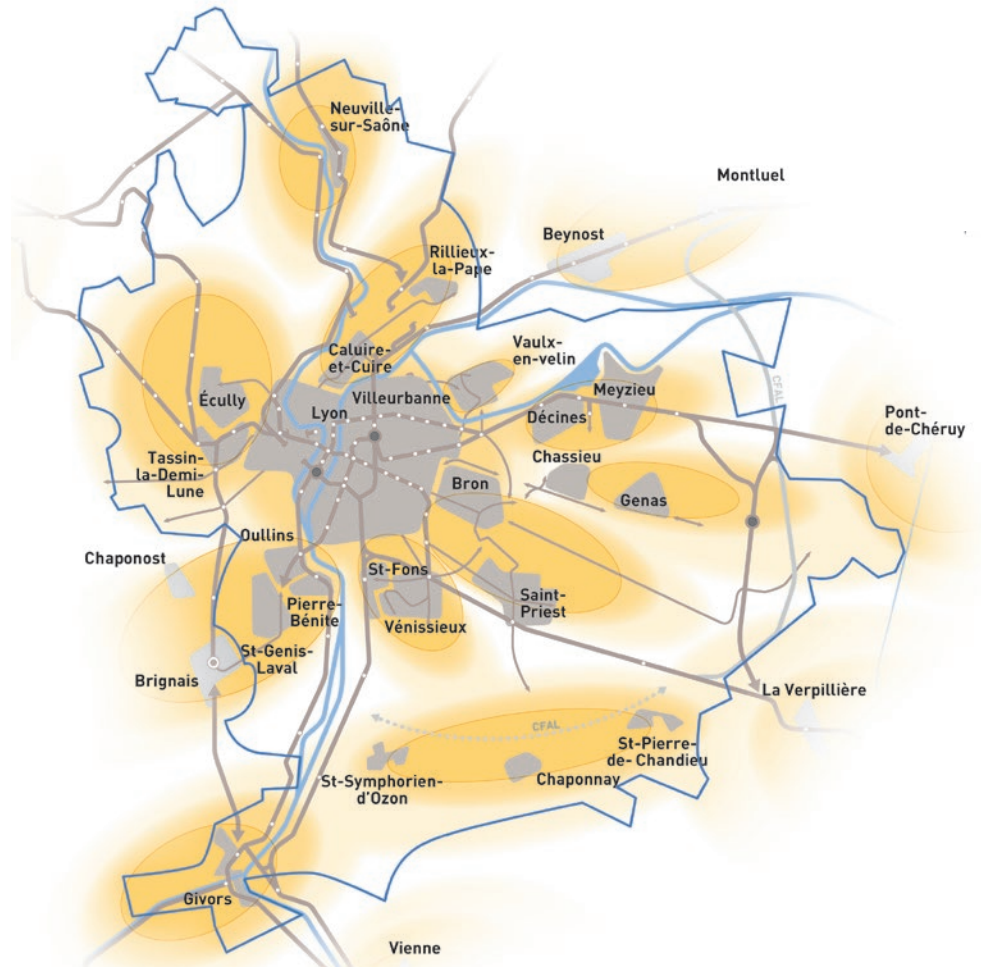 Neuville-
sur-Saône
Montluel
Beynost
Rillieux-
la-Pape
Vaulx-
en-velin
Caluire-
et-Cuire
Meyzieu
CFAL
Écully
Villeurbanne
Lyon
Décines
Pont-
de-Chéruy
Tassin-
la-Demi-
Lune
Chassieu
Bron
Genas
Oullins
Chaponost
St-Fons
Saint-
Priest
Pierre-
Bénite
Vénissieux
St-Genis-
Laval
Brignais
La Verpillière
CFAL
St-Pierre-
de- Chandieu
St-Symphorien-
d'Ozon
Chaponnay
Givors
Vienne